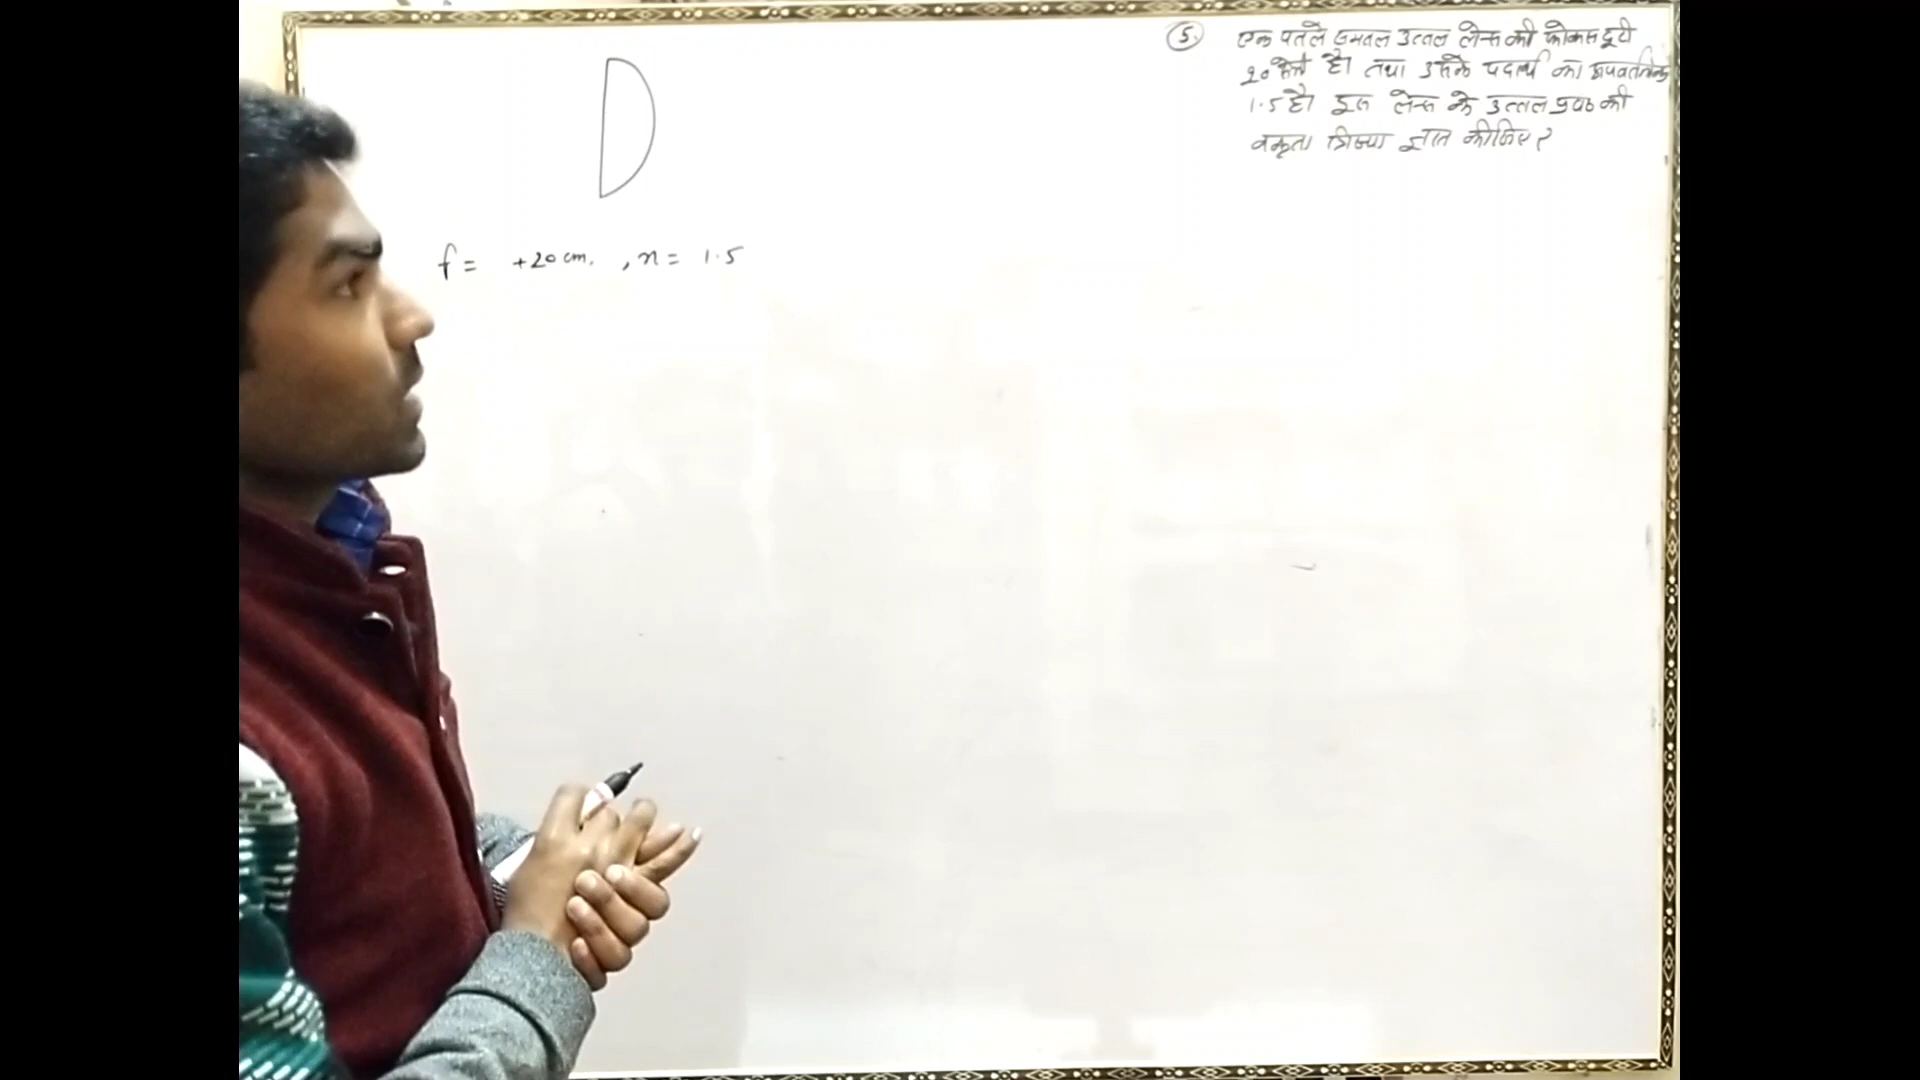 5. एक पतले समतल उत्तल लेन्स की फोकस दूरी
20 सेमी है। तथा उसके पदार्थ का अपवर्तनांक
1.5 है। इस लेन्स के उत्तल पृष्ठ की
वक्रता त्रिज्या ज्ञात कीजिए?
f = +20 cm. , n = 1.5